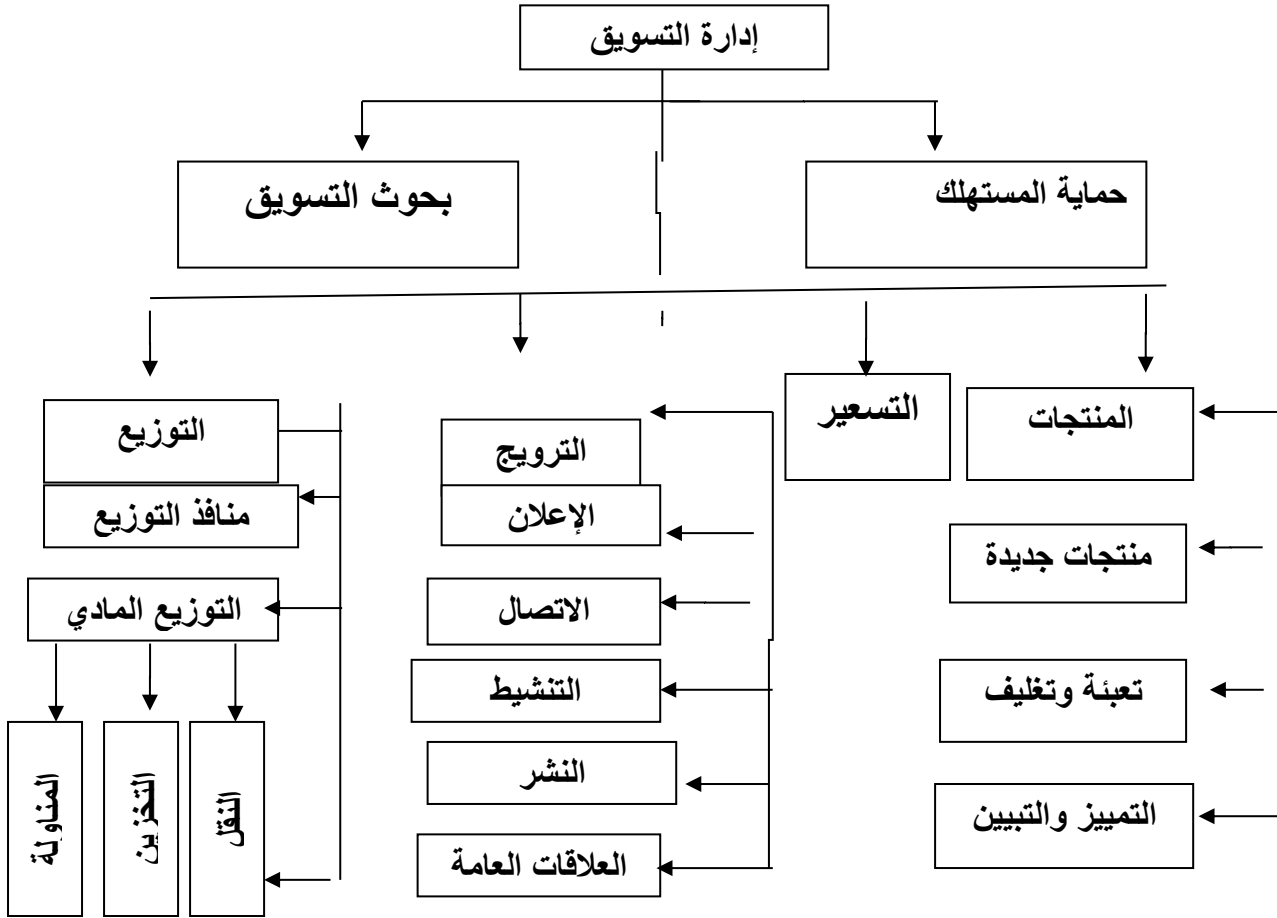 إدارة التسويق
حماية المستهلك
بحوث التسويق
المنتجات
التسعير
الترويج
التوزيع
منتجات جديدة
تعبئة وتغليف
التمييز والتبيين
الإعلان
الاتصال
التنشيط
النشر
العلاقات العامة
منافذ التوزيع
التوزيع المادي
النقل
التخزين
المناولة